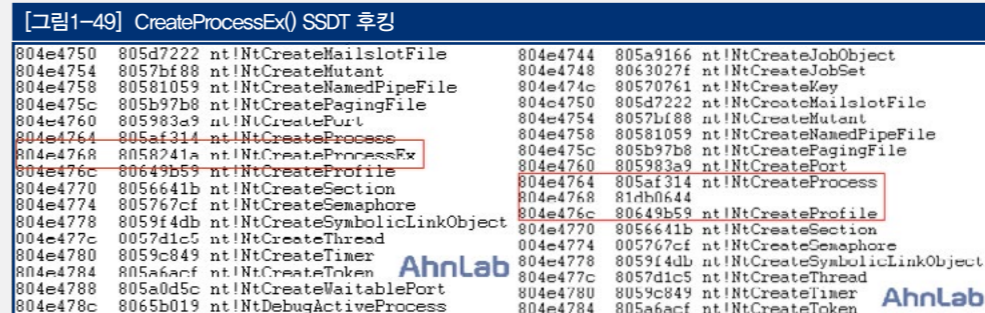 [그림1-49] CreateProcessEx() SSDT 후킹
804e4750 805d7222 nt!NtCreateMailslotFile
804e4754 8057bf88 nt!NtCreateMutant
804e4758 80581059 nt!NtCreateNamedPipeFile
804e475c 805b97b8 nt!NtCreatePagingFile
804e4760 805983a9 nt!NtCreatePort
804e4764 805af314 nt!NtCreateProcess
804e4768 8058241a nt!NtCreateProcessEx
804e476c 80649b59 nt!NtCreateProfile
804e4770 8056641b nt!NtCreateSection
804e4774 805767cf nt!NtCreateSemaphore
804e4778 8059f4db nt!NtCreateSymbolicLinkObject
804e477c 8057d1c5 nt!NtCreateThread
804e4780 8059c849 nt!NtCreateTimer
804e4784 805a6acf nt!NtCreateToken
804e4788 805a0d5c nt!NtCreateWaitablePort
804e478c 8065b019 nt!NtDebugActiveProcess
AhnLab
804e4744 805a9166 nt!NtCreateJobObject
804e4748 8063027f nt!NtCreateJobSet
804e474c 80570761 nt!NtCreateKey
804e4750 805d7222 nt!NtCreateMailslotFile
804e4754 8057bf88 nt!NtCreateMutant
804e4758 80581059 nt!NtCreateNamedPipeFile
804e475c 805b97b8 nt!NtCreatePagingFile
804e4760 805983a9 nt!NtCreatePort
804e4764 805af314 nt!NtCreateProcess
804e4768 81db0644
804e476c 80649b59 nt!NtCreateProfile
804e4770 8056641b nt!NtCreateSection
804e4774 805767cf nt!NtCreateSemaphore
804e4778 8059f4db nt!NtCreateSymbolicLinkObject
804e477c 8057d1c5 nt!NtCreateThread
804e4780 8059c849 nt!NtCreateTimer
804e4784 805a6acf nt!NtCreateToken
AhnLab